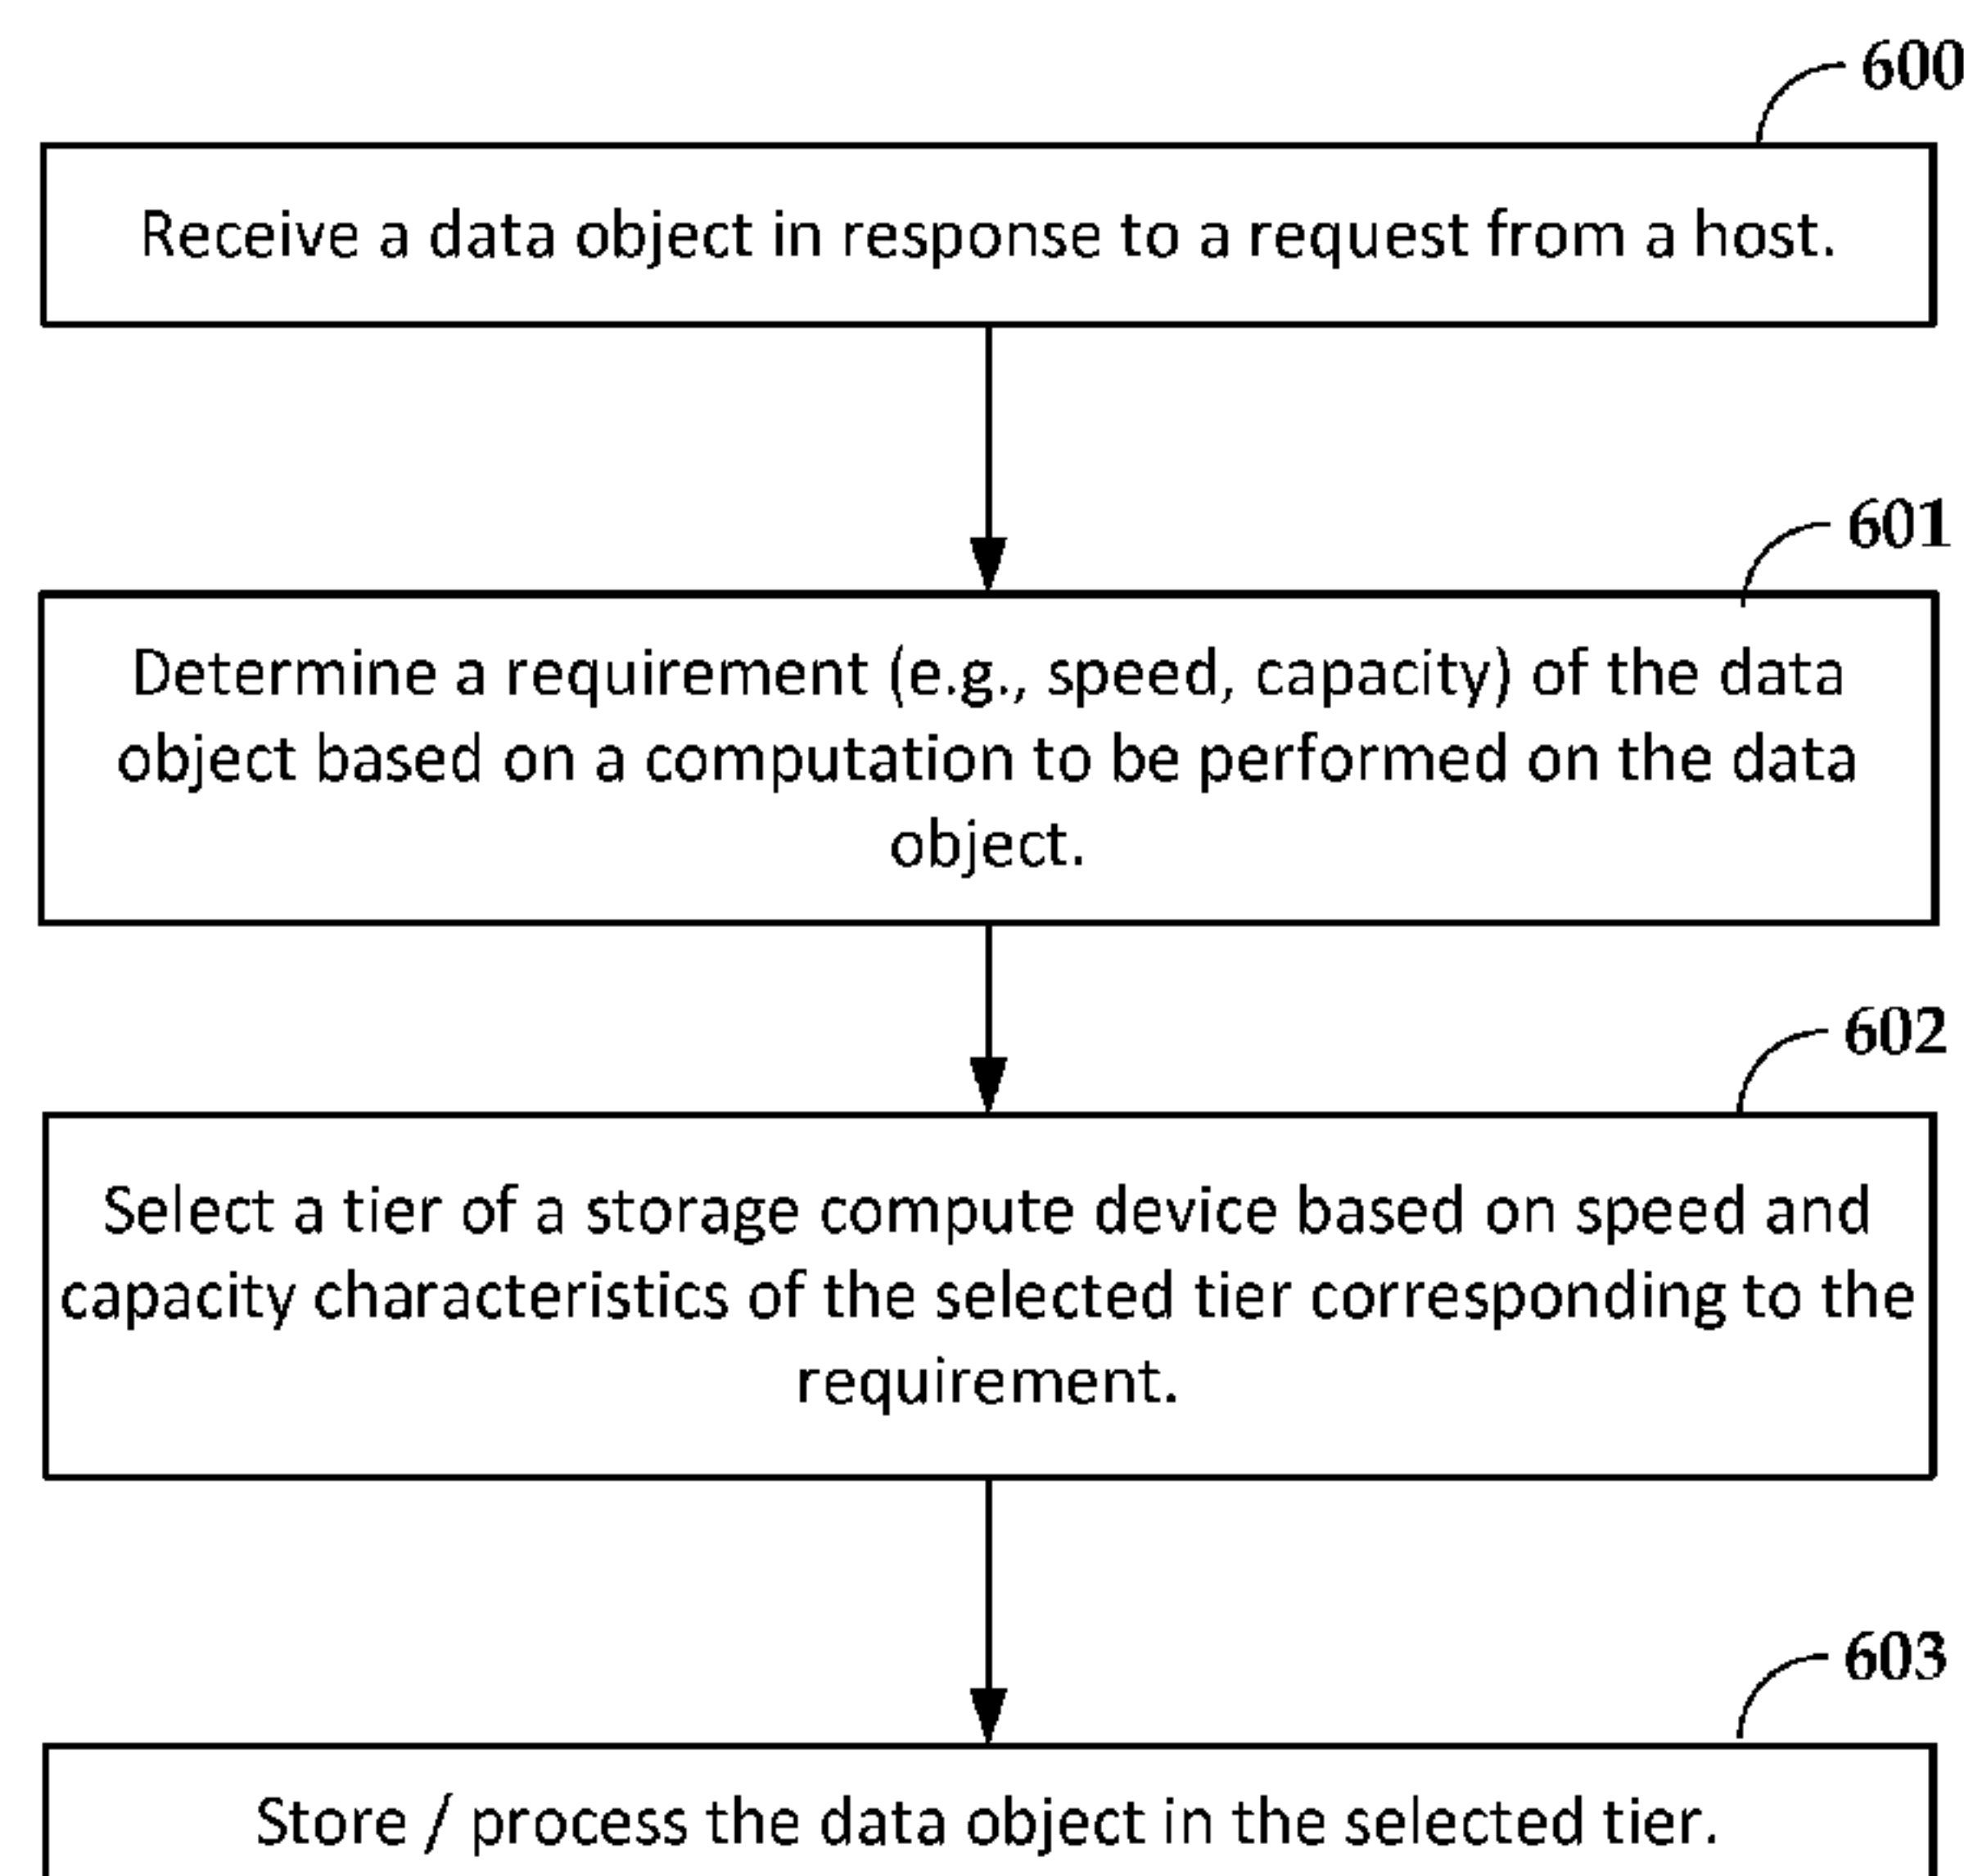 600
Receive a data object in response to a request from a host.
601
Determine a requirement (e.g., speed, capacity) of the data
object based on a computation to be performed on the data
object.
602
Select a tier of a storage compute device based on speed and
capacity characteristics of the selected tier corresponding to the
requirement.
603
Store / process the data object in the selected tier.